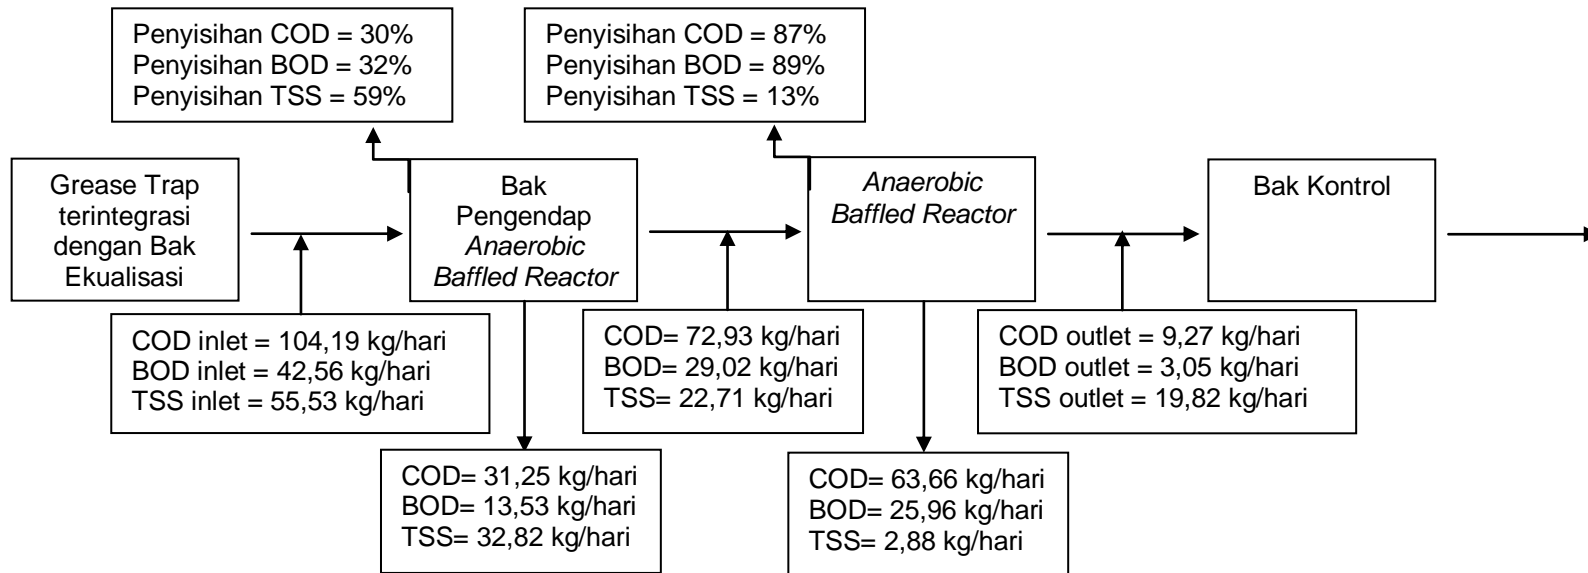 Penyisihan COD = 30%
Penyisihan BOD = 32%
Penyisihan TSS = 59%
Penyisihan COD = 87%
Penyisihan BOD = 89%
Penyisihan TSS = 13%
Grease Trap
terintegrasi
dengan Bak
Ekualisasi
Bak
Pengendap
Anaerobic
Baffled Reactor
Anaerobic
Baffled Reactor
Bak Kontrol
COD inlet = 104,19 kg/hari
BOD inlet = 42,56 kg/hari
TSS inlet = 55,53 kg/hari
COD= 72,93 kg/hari
BOD= 29,02 kg/hari
TSS= 22,71 kg/hari
COD outlet = 9,27 kg/hari
BOD outlet = 3,05 kg/hari
TSS outlet = 19,82 kg/hari
COD= 31,25 kg/hari
BOD= 13,53 kg/hari
TSS= 32,82 kg/hari
COD= 63,66 kg/hari
BOD= 25,96 kg/hari
TSS= 2,88 kg/hari